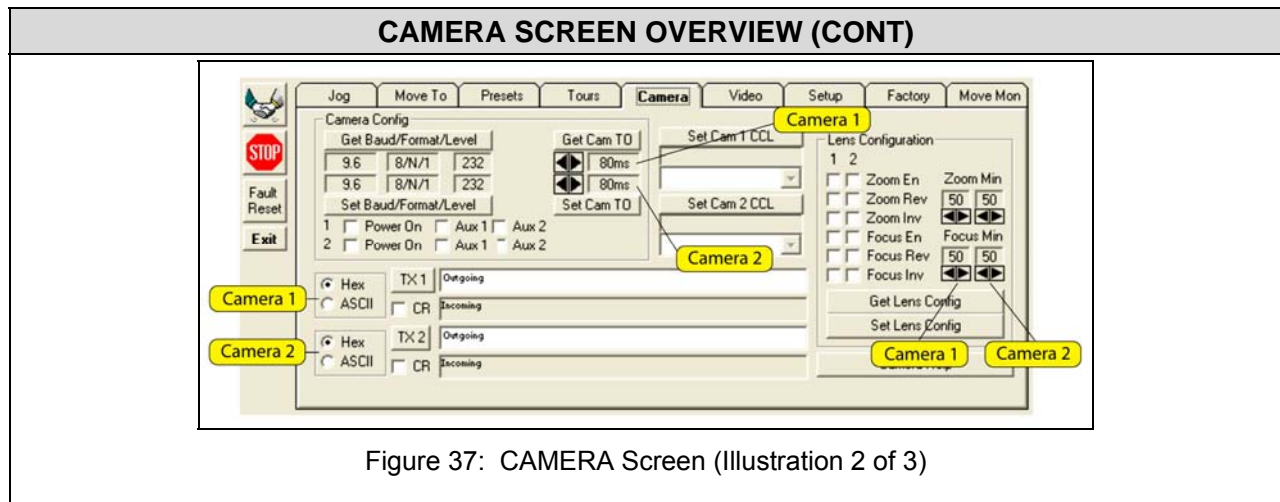 CAMERA SCREEN OVERVIEW (CONT)
Jog Move To Presets Tours Camera Video Setup Factory Move Mon
STOP
Fault
Reset
Exit
Camera Config
Get Baud/Format/Level Get Cam TO
9.6 8/N/1 232 80ms
9.6 8/N/1 232 80ms
Set Baud/Format/Level Set Cam TO
1 Power On Aux 1 Aux 2
2 Power On Aux 1 Aux 2
Camera 1
Set Cam 1 CCL
Set Cam 2 CCL
Camera 2
Lens Configuration
1 2
Zoom En Zoom Min
Zoom Rev 50 50
Zoom Inv
Focus En Focus Min
Focus Rev 50 50
Focus Inv
Get Lens Config
Set Lens Config
Camera 1 Camera 2
Camera 1
Hex TX 1 Outgoing
ASCII CR Incoming
Camera 2
Hex TX 2 Outgoing
ASCII CR Incoming
Figure 37: CAMERA Screen (Illustration 2 of 3)